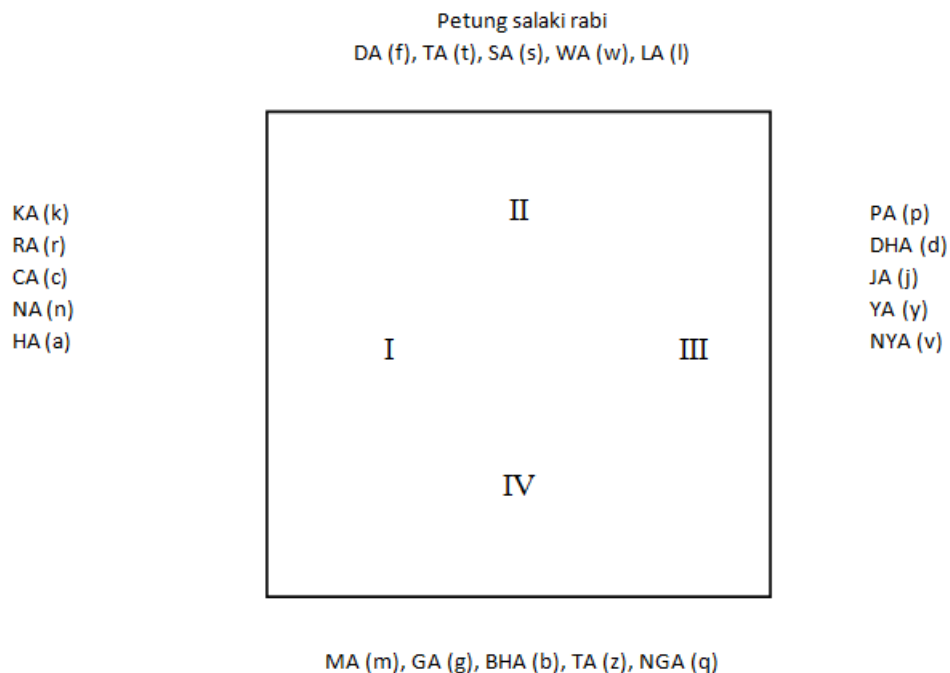 Petung salaki rabi
DA (f), TA (t), SA (s), WA (w), LA (l)
II
KA (k)
RA (r)
CA (c)
NA (n)
HA (a)
PA (p)
DHA (d)
JA (j)
YA (y)
NYA (v)
I
III
IV
MA (m), GA (g), BHA (b), TA (z), NGA (q)